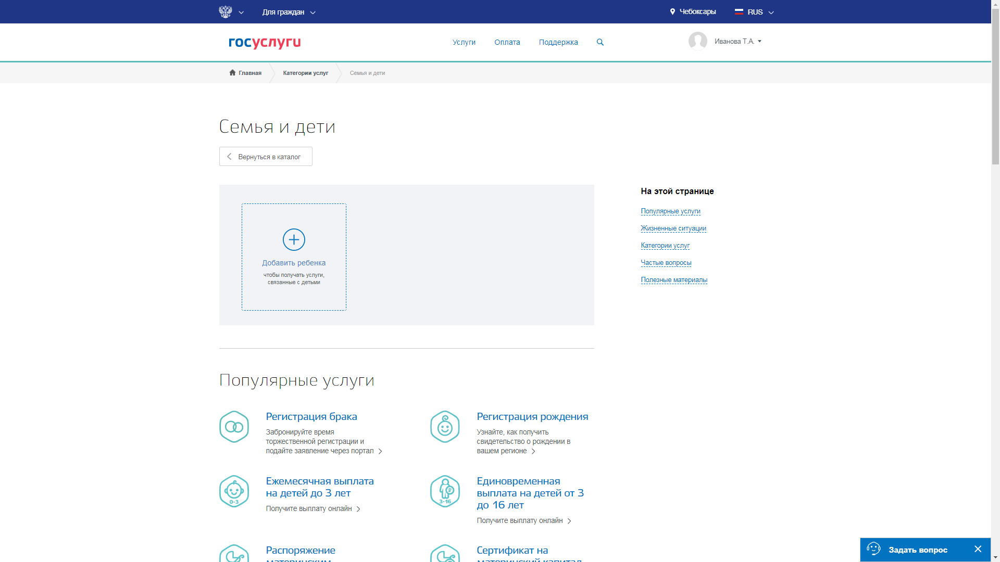 Для граждан
Чебоксары
RUS
госуслуги
Услуги
Оплата
Поддержка
Иванова Т.А.
Главная
Категории услуг
Семья и дети
Семья и дети
Вернуться в каталог
Добавить ребенка
чтобы получать услуги,
связанные с детьми
На этой странице
Популярные услуги
Жизненные ситуации
Категории услуг
Частые вопросы
Полезные материалы
Популярные услуги
Регистрация брака
Забронируйте время
торжественной регистрации и
подайте заявление через портал
Регистрация рождения
Узнайте, как получить
свидетельство о рождении в
вашем регионе
0-3
Ежемесячная выплата
на детей до 3 лет
Получите выплату онлайн
₽
3-16
Единовременная
выплата на детей от 3
до 16 лет
Получите выплату онлайн
Распоряжение
материнским
Сертификат на
материнский капитал
Задать вопрос